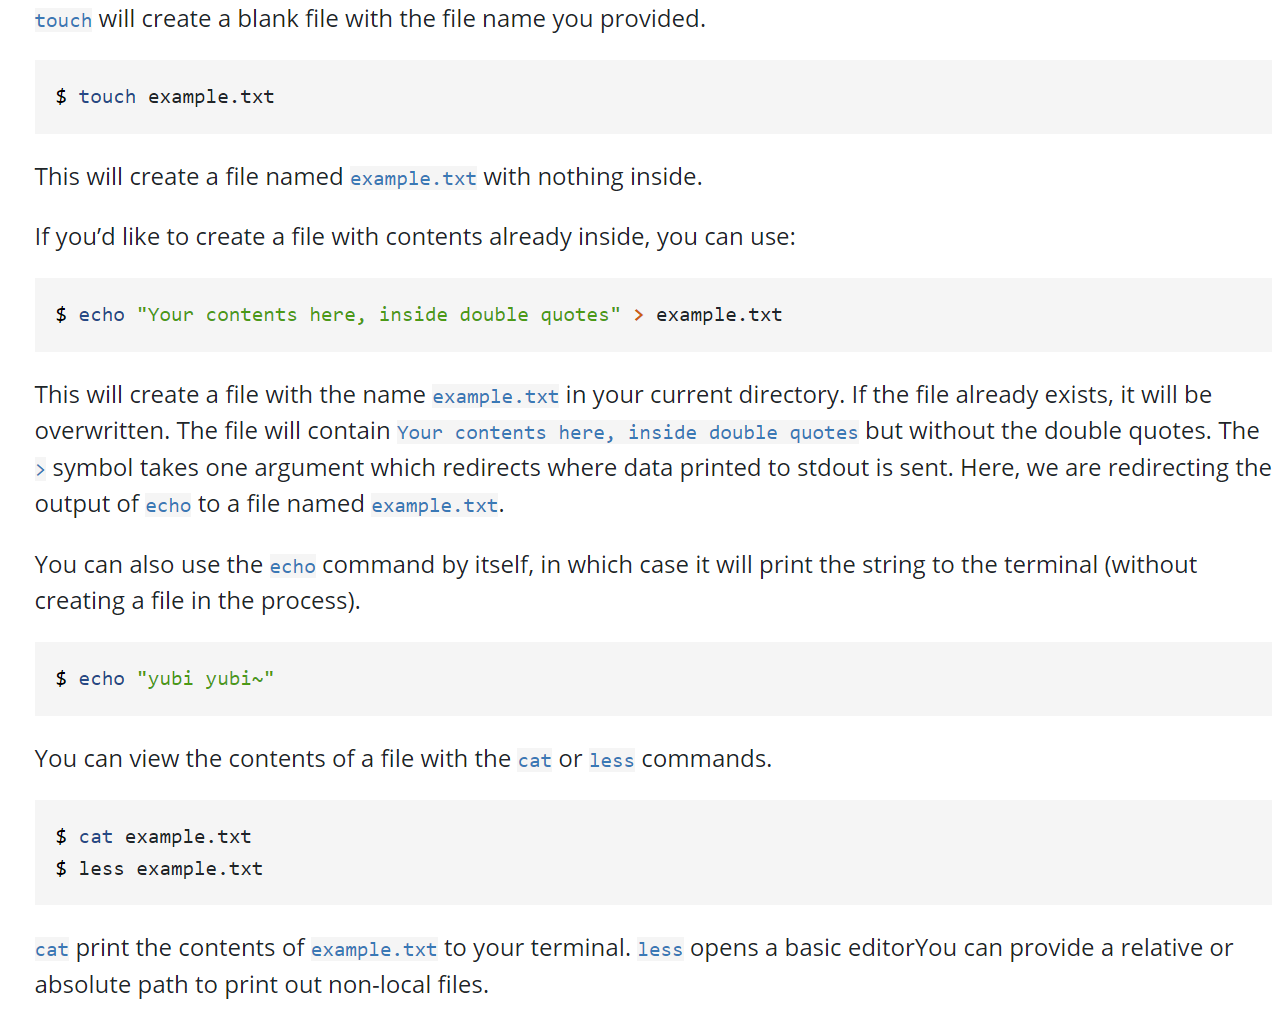 touch will create a blank file with the file name you provided.
$ touch example.txt
This will create a file named example.txt with nothing inside.
If you’d like to create a file with contents already inside, you can use:
$ echo "Your contents here, inside double quotes" > example.txt
This will create a file with the name example.txt in your current directory. If the file already exists, it will be
overwritten. The file will contain Your contents here, inside double quotes but without the double quotes. The
> symbol takes one argument which redirects where data printed to stdout is sent. Here, we are redirecting the
output of echo to a file named example.txt.
You can also use the echo command by itself, in which case it will print the string to the terminal (without
creating a file in the process).
$ echo "yubi yubi~"
You can view the contents of a file with the cat or less commands.
$ cat example.txt
$ less example.txt
cat print the contents of example.txt to your terminal. less opens a basic editorYou can provide a relative or
absolute path to print out non-local files.